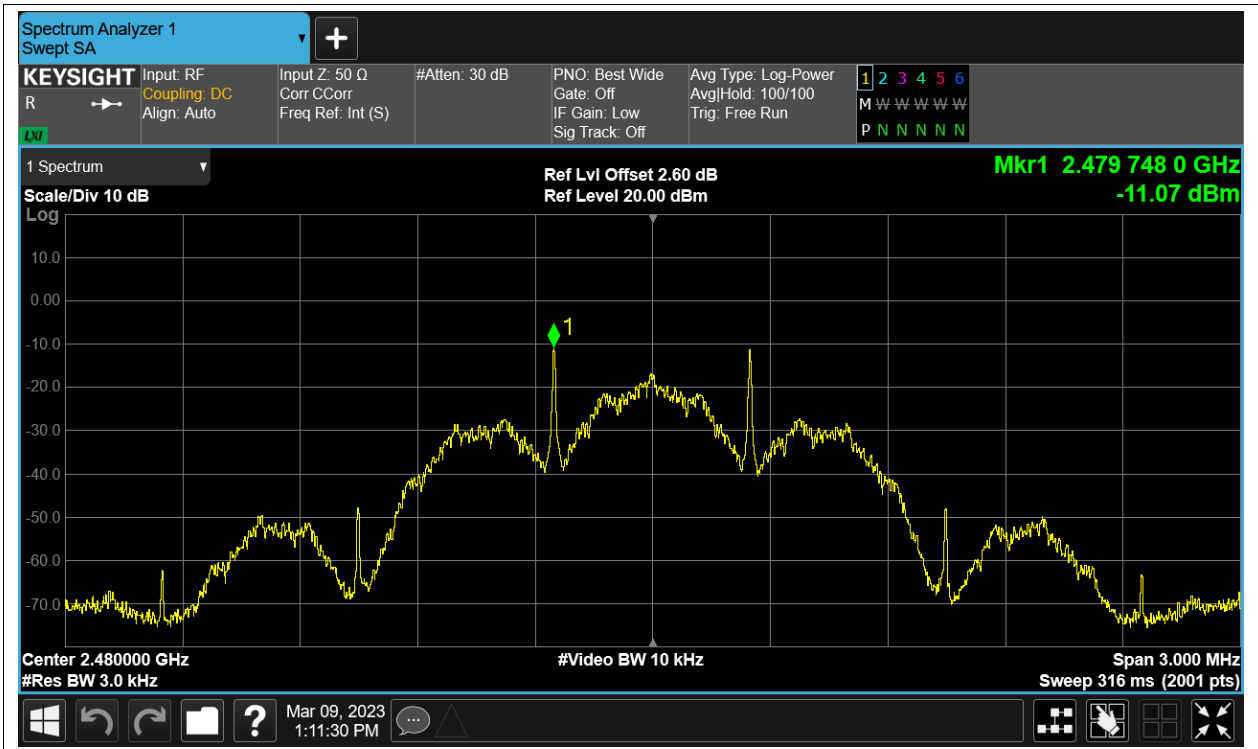 Spectrum Analyzer 1
Swept SA
+
KEYSIGHT
R
LXI
Input: RF
Coupling: DC
Align: Auto
Input Z: 50 Ω
Corr CCorr
Freq Ref: Int (S)
#Atten: 30 dB
PNO: Best Wide
Gate: Off
IF Gain: Low
Sig Track: Off
Avg Type: Log-Power
Avg|Hold: 100/100
Trig: Free Run
1 2 3 4 5 6
M W W W W W
P N N N N N
1 Spectrum
Scale/Div 10 dB
Log
Ref Lvl Offset 2.60 dB
Ref Level 20.00 dBm
Mkr1 2.479 748 0 GHz
-11.07 dBm
10.0
0.00
-10.0
-20.0
-30.0
-40.0
-50.0
-60.0
-70.0
1
Center 2.480000 GHz
#Res BW 3.0 kHz
#Video BW 10 kHz
Span 3.000 MHz
Sweep 316 ms (2001 pts)
?
Mar 09, 2023
1:11:30 PM